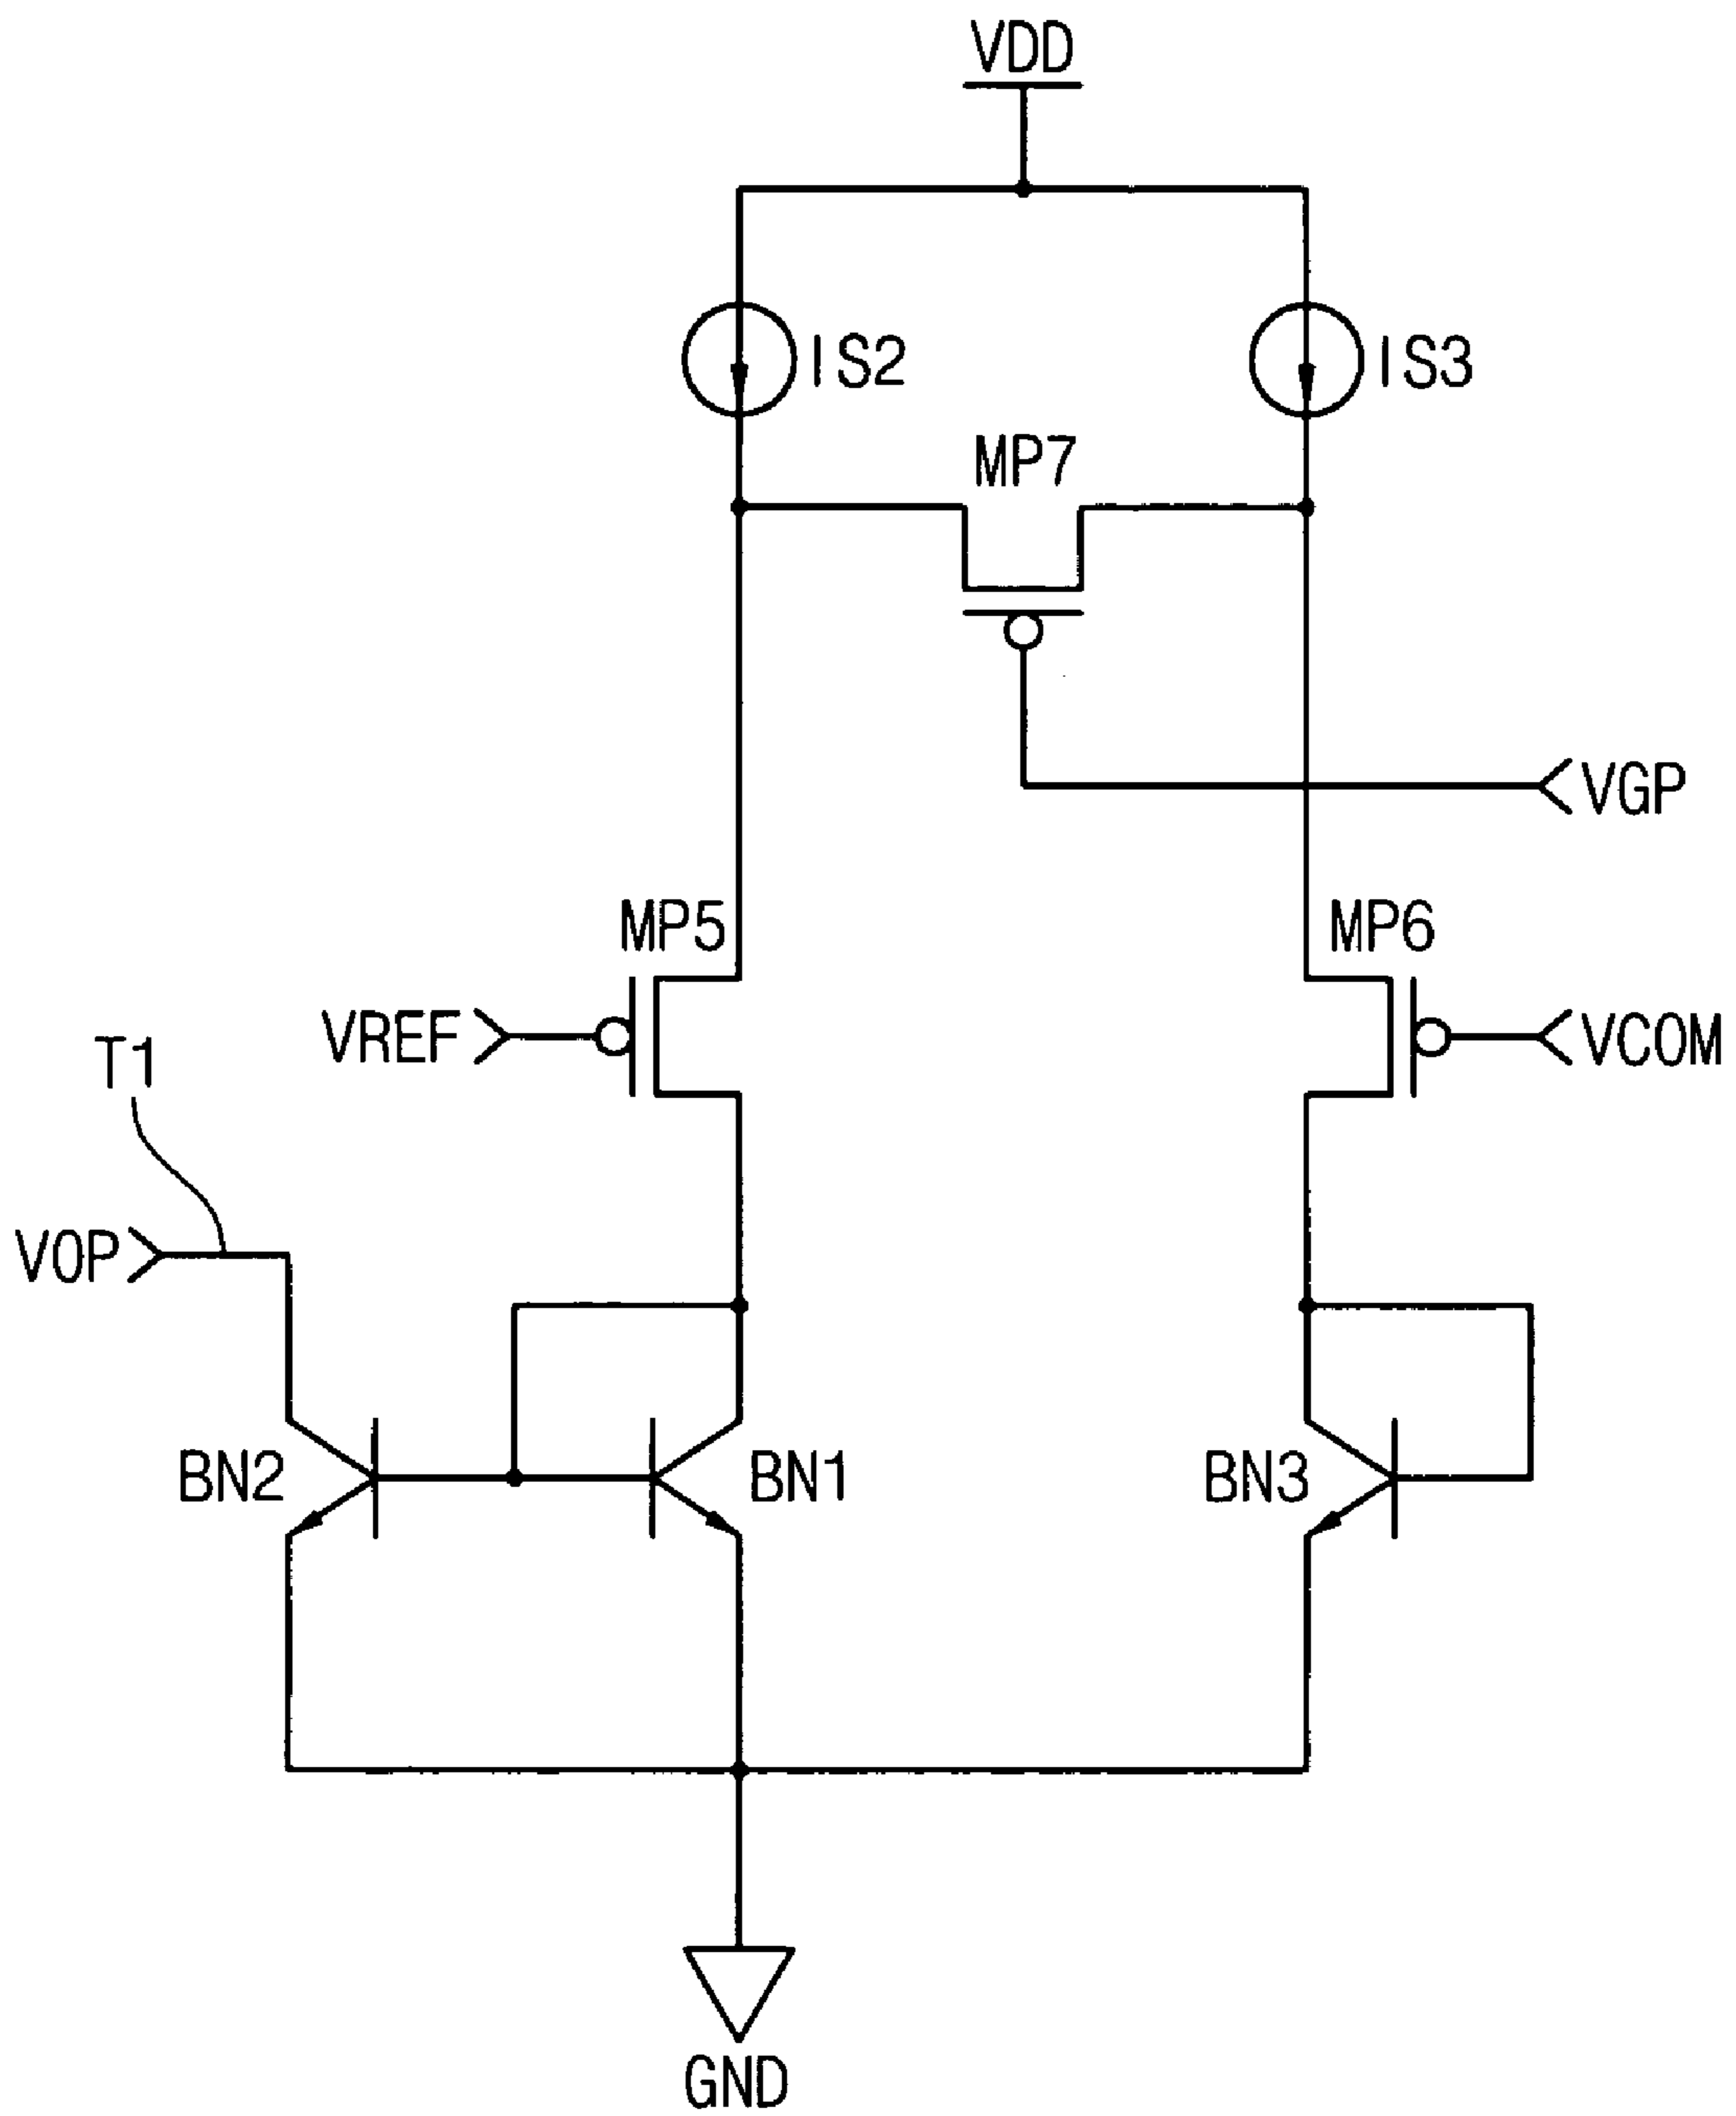 VDD
IS2
IS3
MP7
VGP
MP5
MP6
VREF
VCOM
T1
VOP
BN2
BN1
BN3
GND